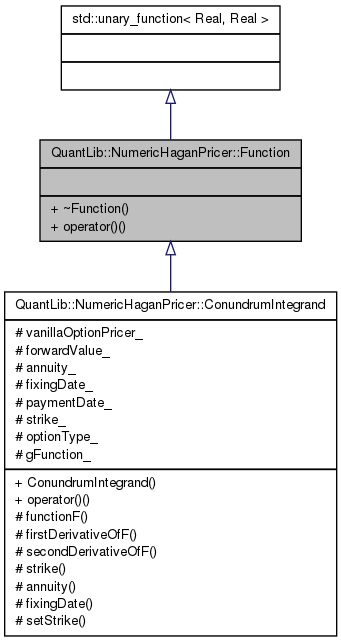 std::unary_function< Real, Real >
QuantLib::NumericHaganPricer::Function
+ ~Function()
+ operator()()
QuantLib::NumericHaganPricer::ConundrumIntegrand
# vanillaOptionPricer_
# forwardValue_
# annuity_
# fixingDate_
# paymentDate_
# strike_
# optionType_
# gFunction_
+ ConundrumIntegrand()
+ operator()()
# functionF()
# firstDerivativeOfF()
# secondDerivativeOfF()
# strike()
# annuity()
# fixingDate()
# setStrike()